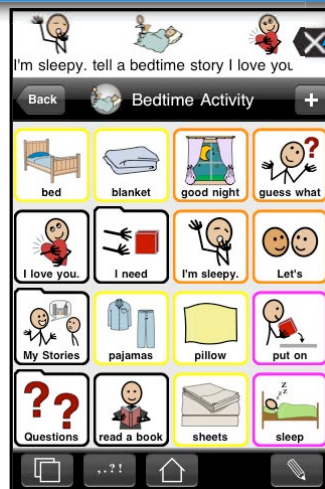 I'm sleepy. tell a bedtime story I love you
Back
Bedtime Activity
+
bed
blanket
good night
guess what
I love you.
I need
I'm sleepy.
Let's
My Stories
pajamas
pillow
put on
Questions
read a book
sheets
sleep
, . ? !